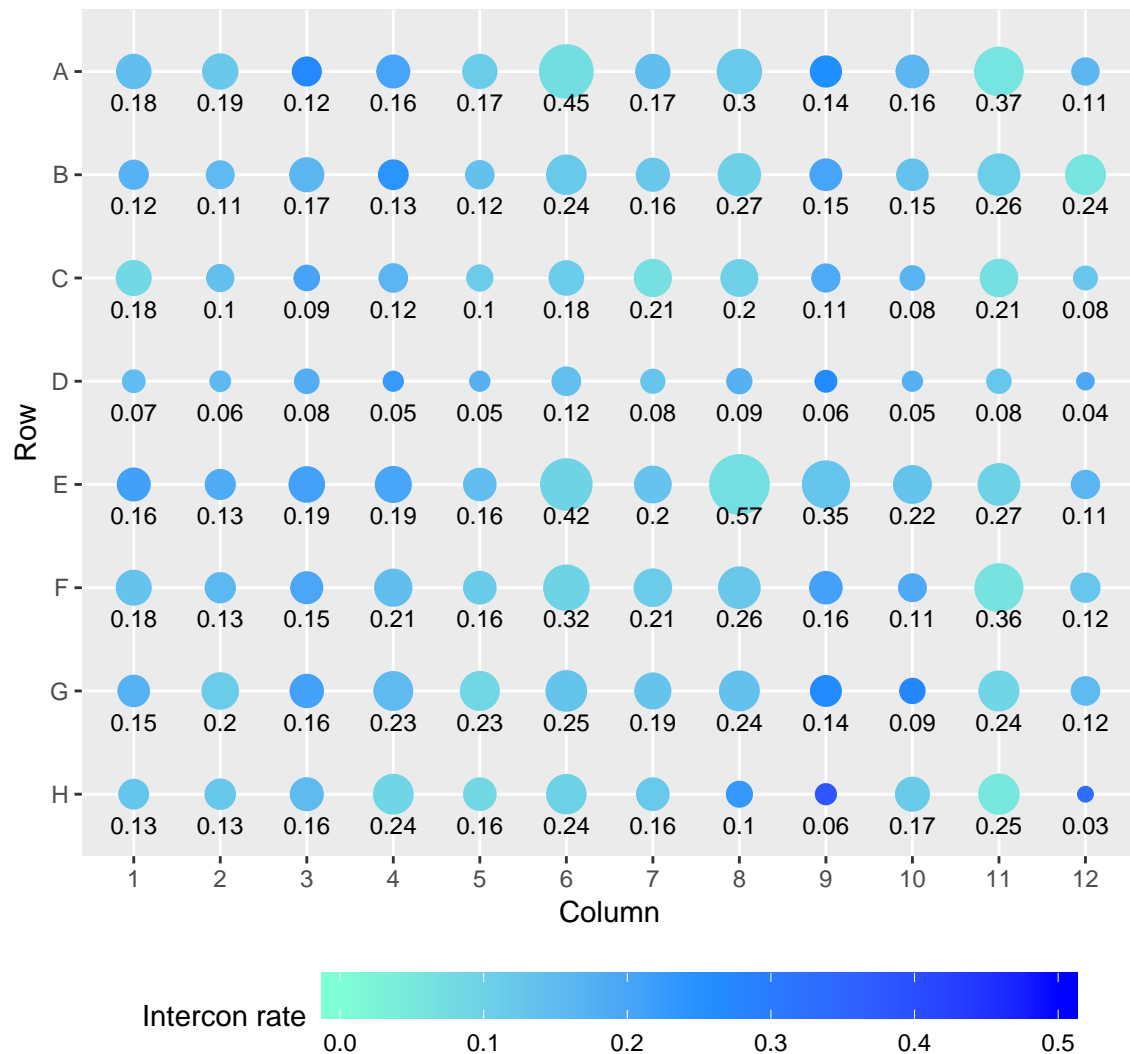 A
0.18 0.19 0.12 0.16 0.17 0.45 0.17 0.3 0.14 0.16 0.37 0.11
B
0.12 0.11 0.17 0.13 0.12 0.24 0.16 0.27 0.15 0.15 0.26 0.24
C
0.18 0.1 0.09 0.12 0.1 0.18 0.21 0.2 0.11 0.08 0.21 0.08
D
0.07 0.06 0.08 0.05 0.05 0.12 0.08 0.09 0.06 0.05 0.08 0.04
Row
E
0.16 0.13 0.19 0.19 0.16 0.42 0.2 0.57 0.35 0.22 0.27 0.11
F
0.18 0.13 0.15 0.21 0.16 0.32 0.21 0.26 0.16 0.11 0.36 0.12
G
0.15 0.2 0.16 0.23 0.23 0.25 0.19 0.24 0.14 0.09 0.24 0.12
H
0.13 0.13 0.16 0.24 0.16 0.24 0.16 0.1 0.06 0.17 0.25 0.03
1 2 3 4 5 6 7 8 9 10 11 12
Column
Intercon rate
0.0 0.1 0.2 0.3 0.4 0.5